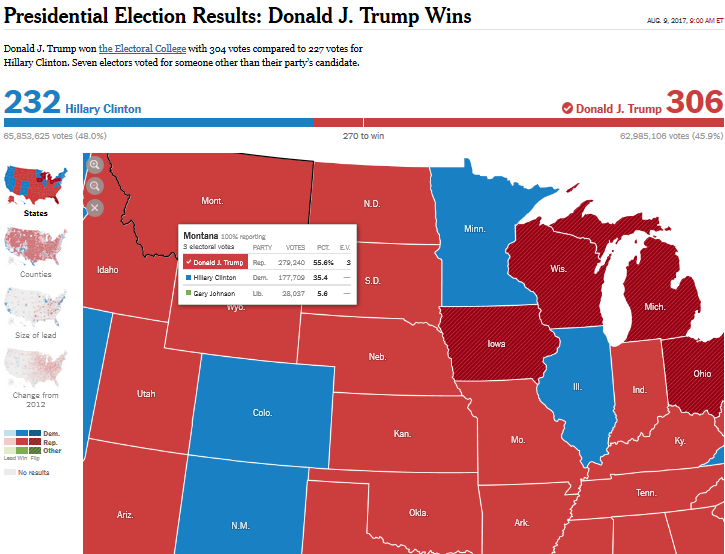 Presidential Election Results: Donald J. Trump Wins
AUG. 9, 2017, 9:00 AM ET
Donald J. Trump won the Electoral College with 304 votes compared to 227 votes for
Hillary Clinton. Seven electors voted for someone other than their party's candidate.
232 Hillary Clinton
Donald J. Trump 306
65,853,625 votes (48.0%)
270 to win
62,985,106 votes (45.9%)
States
Counties
Size of lead
Change from
2012
Dem.
Rep.
Other
Lead Win Flip
No results
Mont.
N.D.
Minn.
Montana 100% reporting
3 electoral votes PARTY VOTES PCT. E.V.
Donald J. Trump Rep. 279,240 55.6% 3
Hillary Clinton Dem. 177,709 35.4 —
Gary Johnson Lib. 28,037 5.6 —
Idaho
Wyo.
S.D.
Wis.
Mich.
Iowa
Neb.
Ohio
Utah
Ill.
Ind.
Colo.
Kan.
Mo.
Ky.
Tenn.
Ariz.
N.M.
Okla.
Ark.